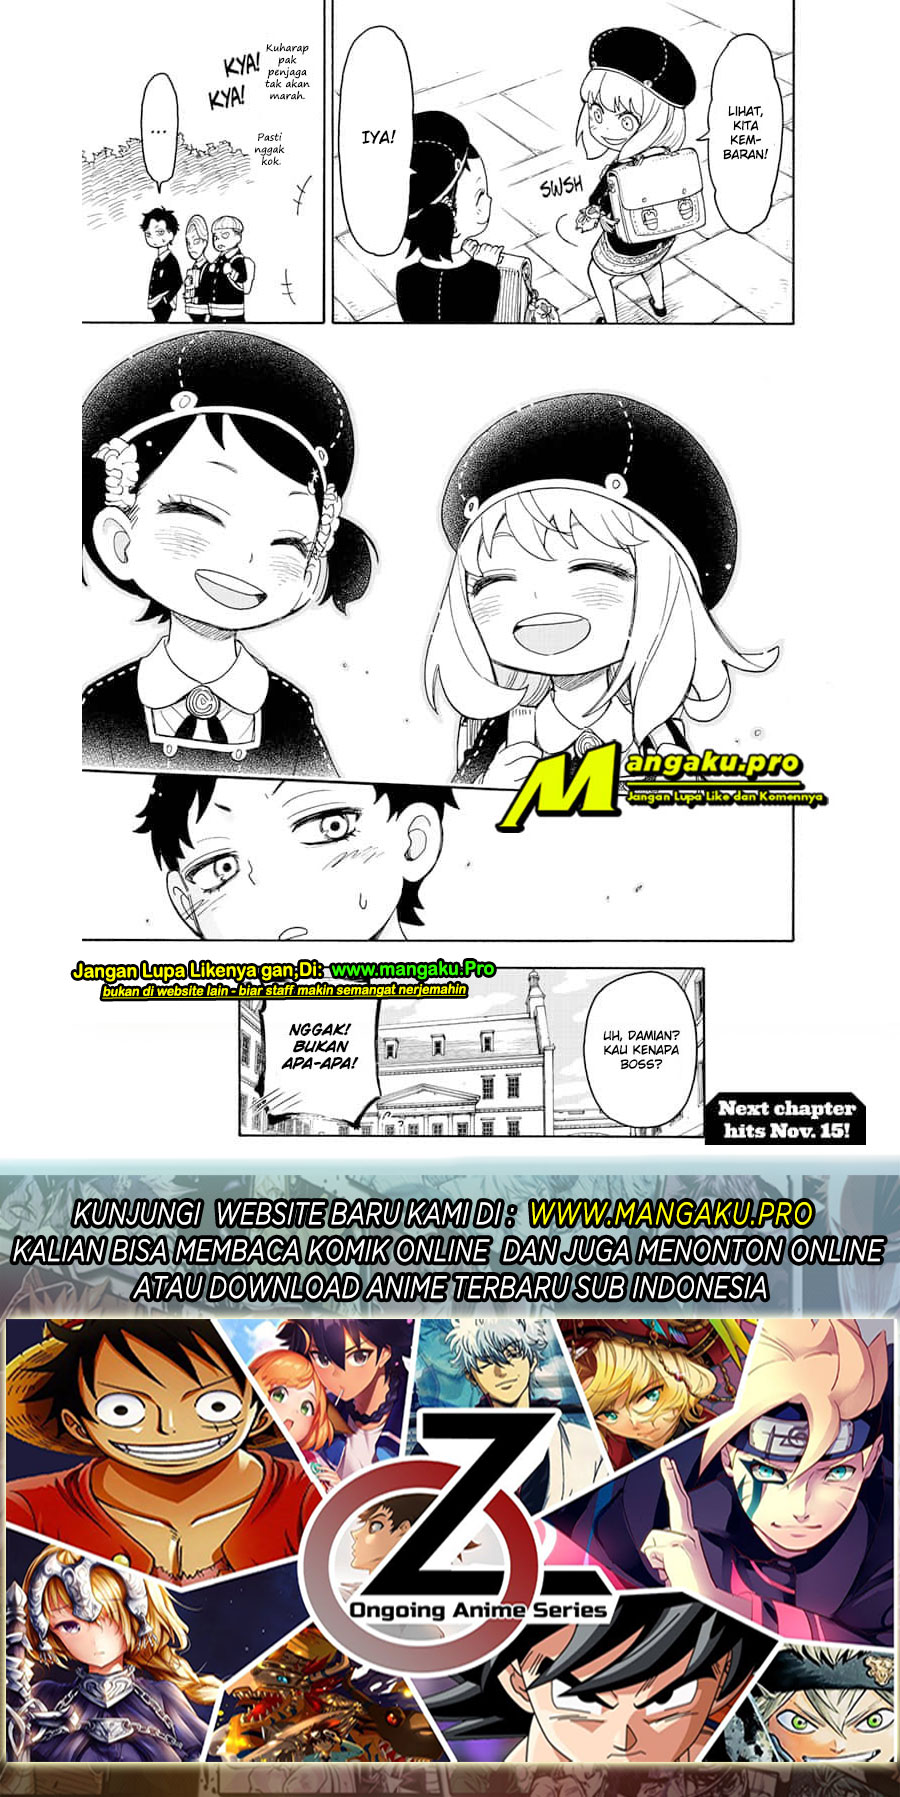 LIHAT,
KITA
KEM-
BARAN!
IYA!
SWSH
Kuharap
pak
penjaga
tak akan
marah.
KYA!
KYA!
Pasti
nggak
kok.
...
Mangaku.pro
Jangan Lupa Like dan Komennya
Jangan Lupa Likenya gan,Di: www.mangaku.Pro
bukan di website lain - biar staff makin semangat nerjemahin
UH, DAMIAN?
KAU KENAPA
BOSS?
NGGAK!
BUKAN
APA-APA!
?
Next chapter
hits Nov. 15!
KUNJUNGI WEBSITE BARU KAMI DI : WWW.MANGAKU.PRO
KALIAN BISA MEMBACA KOMIK ONLINE DAN JUGA MENONTON ONLINE
ATAU DOWNLOAD ANIME TERBARU SUB INDONESIA
OZ
Ongoing Anime Series